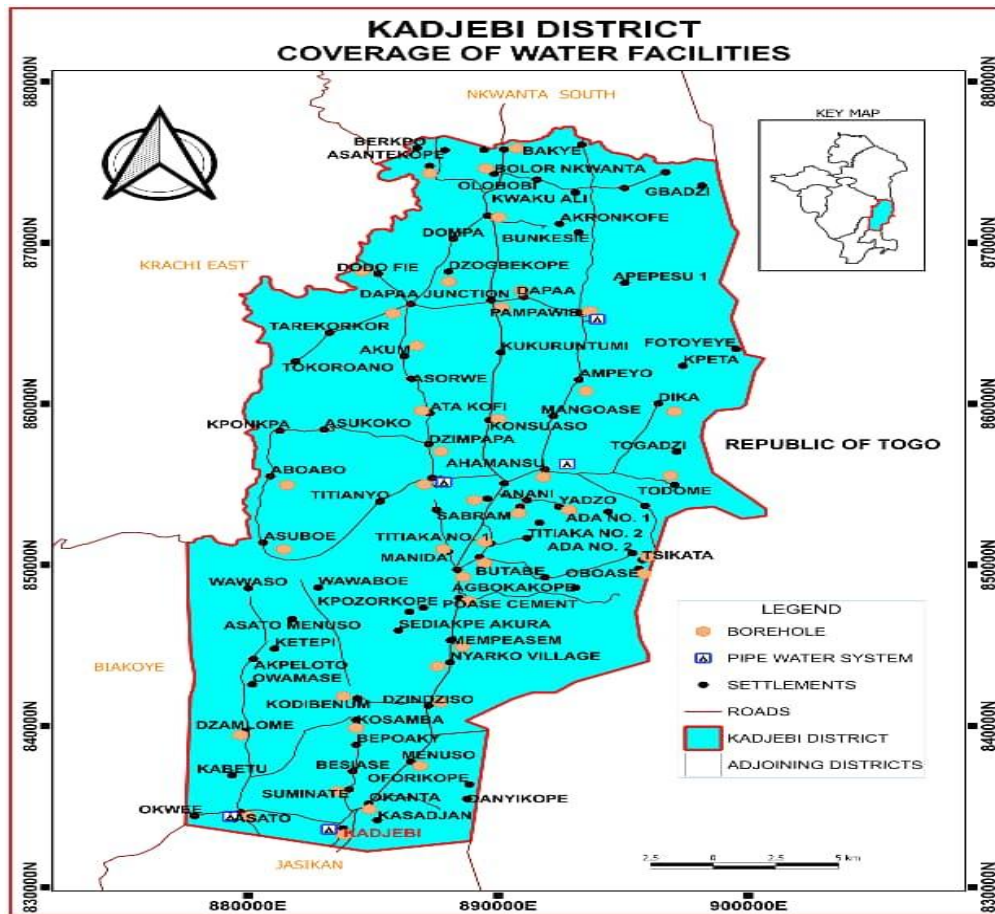 KADJEBI DISTRICT
COVERAGE OF WATER FACILITIES
880000N
880000N
NKWANTA SOUTH
KEY MAP
BERKPO
BAKYE
ASANTEKOPE
BOLOR NKWANTA
OLOBOBI
GBADZI
KWAKU ALI
AKRONKOFE
870000N
870000N
DOMPA
BUNKESIE
KRACHI EAST
DODO FIE
DZOGBEKOPE
APEPESU 1
DAPAA JUNCTION
DAPAA
PAMPAWIE
TAREKORKOR
FOTOYEYE
AKUM
KUKURUNTUMI
KPETA
TOKOROANO
ASORWE
AMPEYO
DIKA
860000N
860000N
ATA KOFI
MANGOASE
KPONKPA
ASUKOKO
KONSUASO
DZIMPAPA
TOGADZI
REPUBLIC OF TOGO
AHAMANSU
ABOABO
TITIANYO
ANANI
YADZO
TODOME
SABRAM
ADA NO. 1
ASUBOE
TITIAKA NO. 1
TITIAKA NO. 2
ADA NO. 2
MANIDA
TSIKATA
850000N
850000N
BUTABE
OBOASE
WAWASO
WAWABOE
AGBOKAKOPE
KPOZORKOPE
POASE CEMENT
LEGEND
ASATO MENUSO
SEDIAKPE AKURA
BOREHOLE
KETEPI
MEMPEASEM
BIAKOYE
AKPELOTO
NYARKO VILLAGE
PIPE WATER SYSTEM
OWAMASE
SETTLEMENTS
KODIBENUM
DZINDZISO
ROADS
DZAMLOME
KOSAMBA
840000N
840000N
BEPOAKY
KADJEBI DISTRICT
MENUSO
KABETU
BESIASE
OFORIKOPE
ADJOINING DISTRICTS
SUMINATE
OKANTA
DANYIKOPE
OKWEE
ASATO
KASADJAN
KADJEBI
JASIKAN
2.5 0 2.5 5 km
830000N
830000N
880000E
890000E
900000E